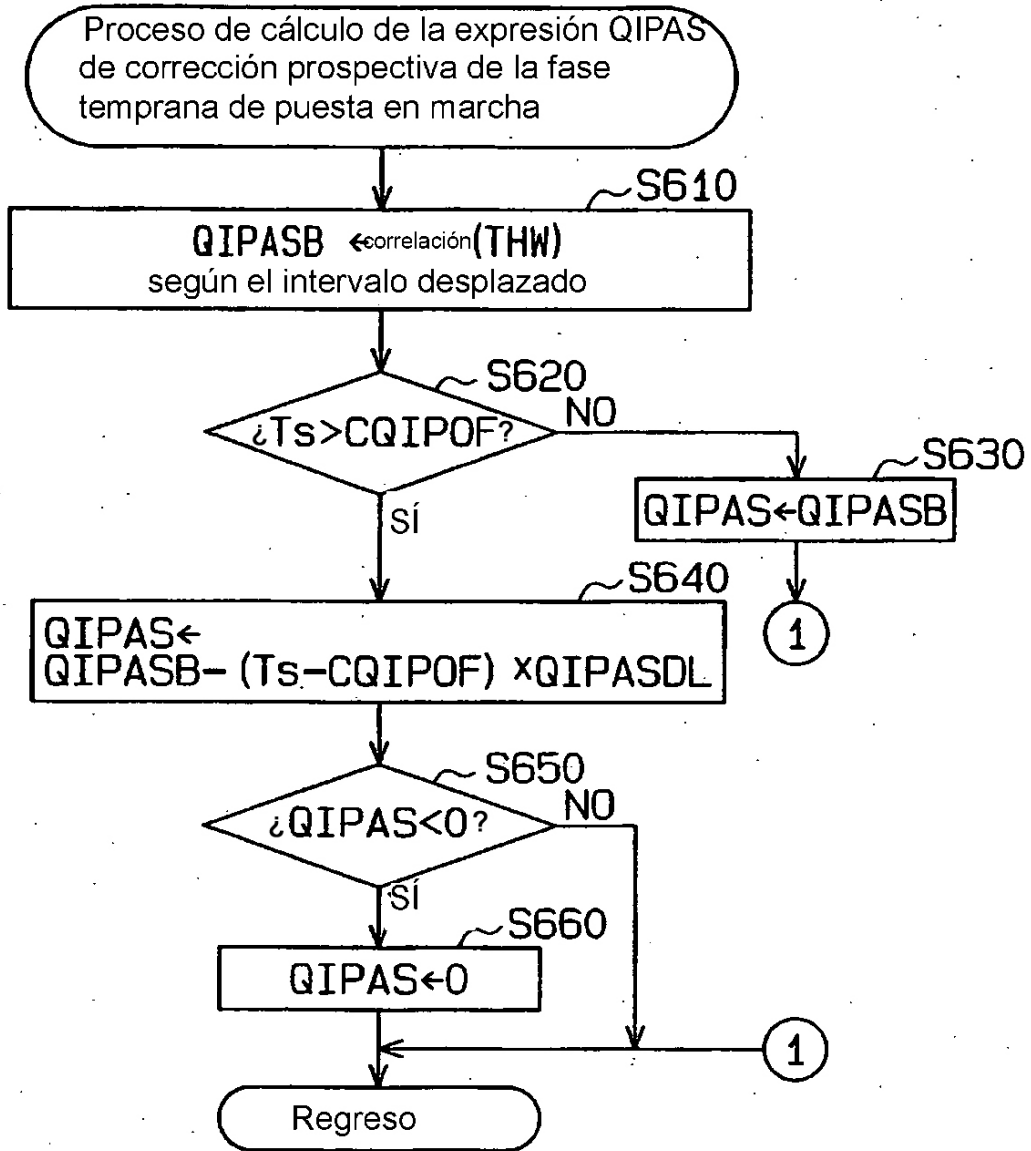 Proceso de cálculo de la expresión QIPAS
de corrección prospectiva de la fase
temprana de puesta en marcha
S610
QIPASB ←correlación(THW)
según el intervalo desplazado
S620
¿Ts>CQIPOF?
NO
SÍ
S630
QIPAS←QIPASB
1
S640
QIPAS←
QIPASB-(Ts-CQIPOF)×QIPASDL
S650
¿QIPAS<0?
NO
SÍ
S660
QIPAS←0
1
Regreso